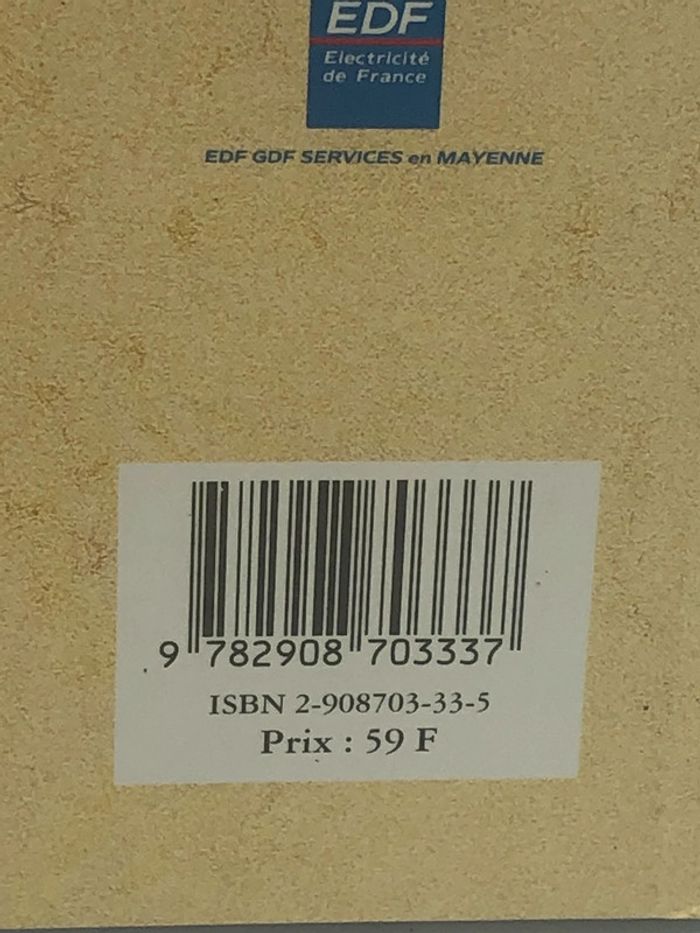 EDF
Electricité
de France
EDF GDF SERVICES en MAYENNE
9 782908 703337
ISBN 2-908703-33-5
Prix : 59 F